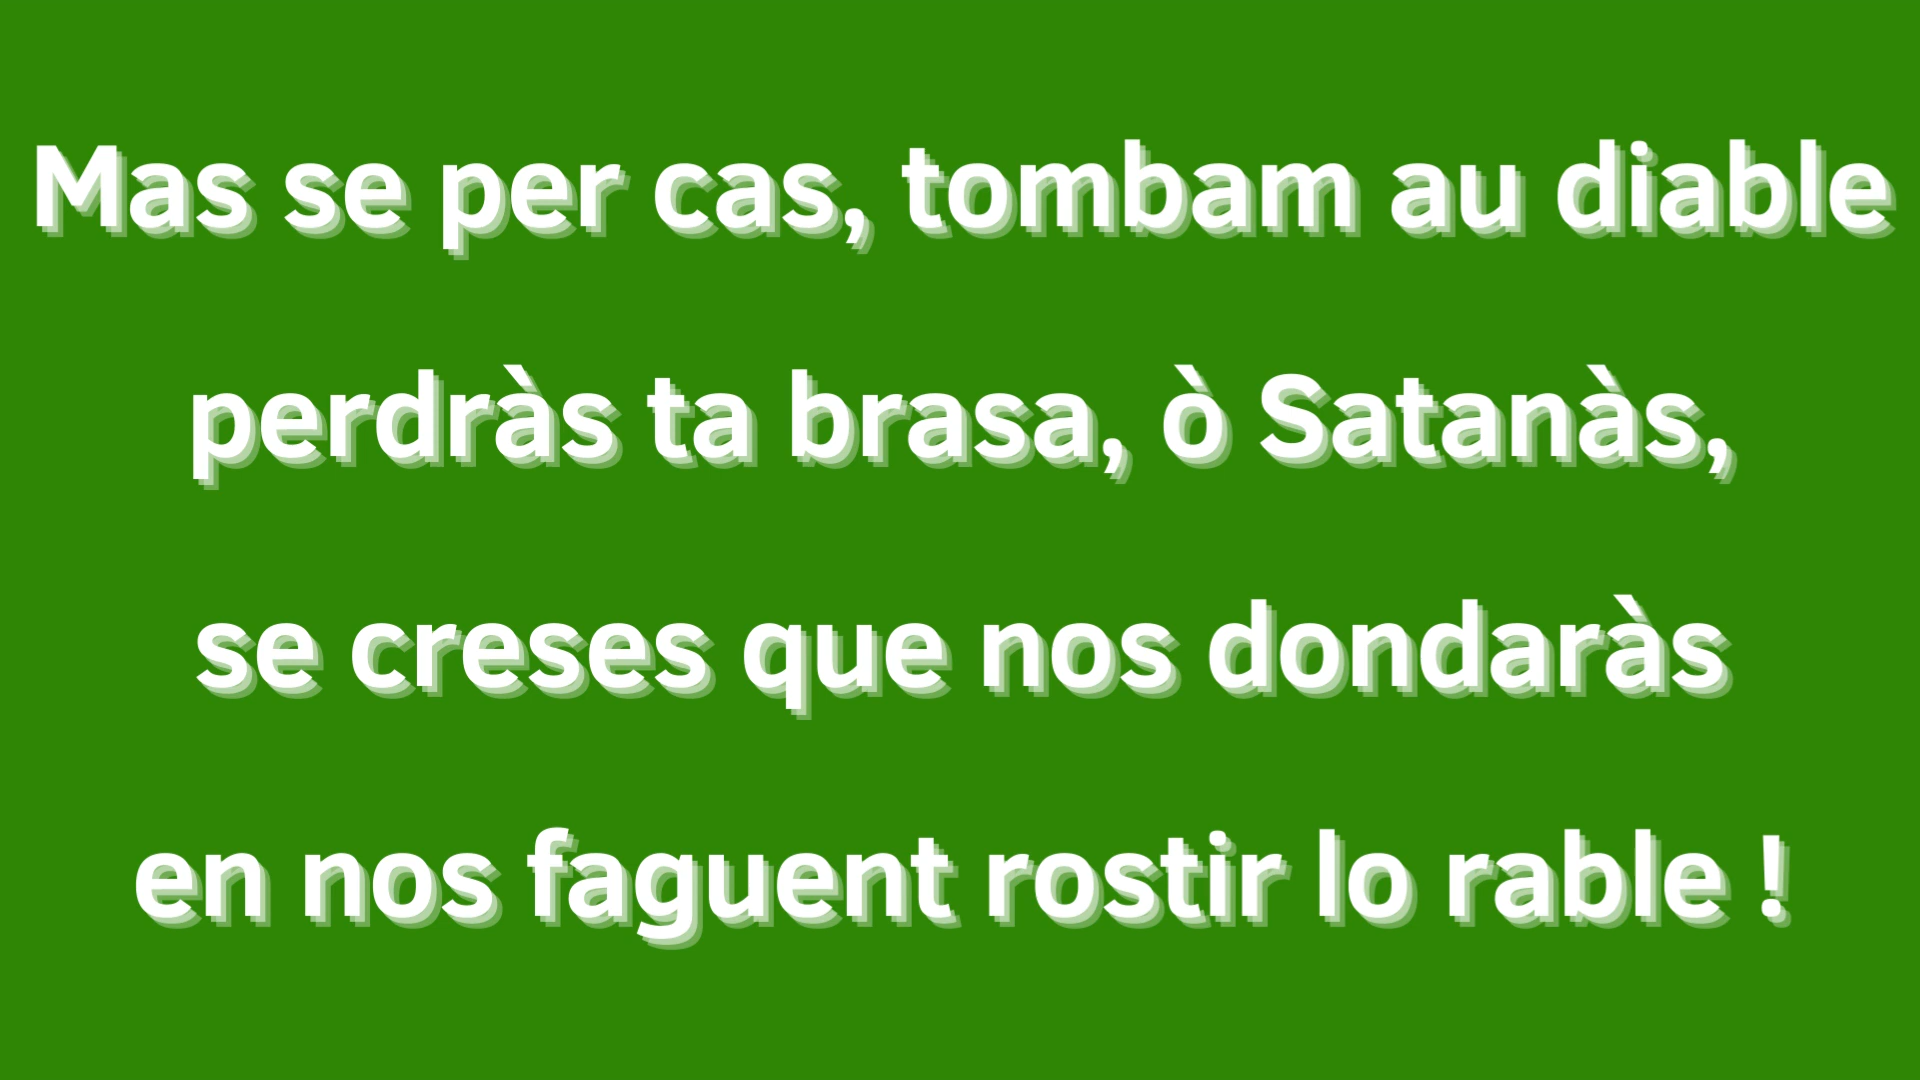 Mas se per cas, tombam au diable
perdràs ta brasa, ò Satanàs,
se creses que nos dondaràs
en nos faguent rostir lo rable !